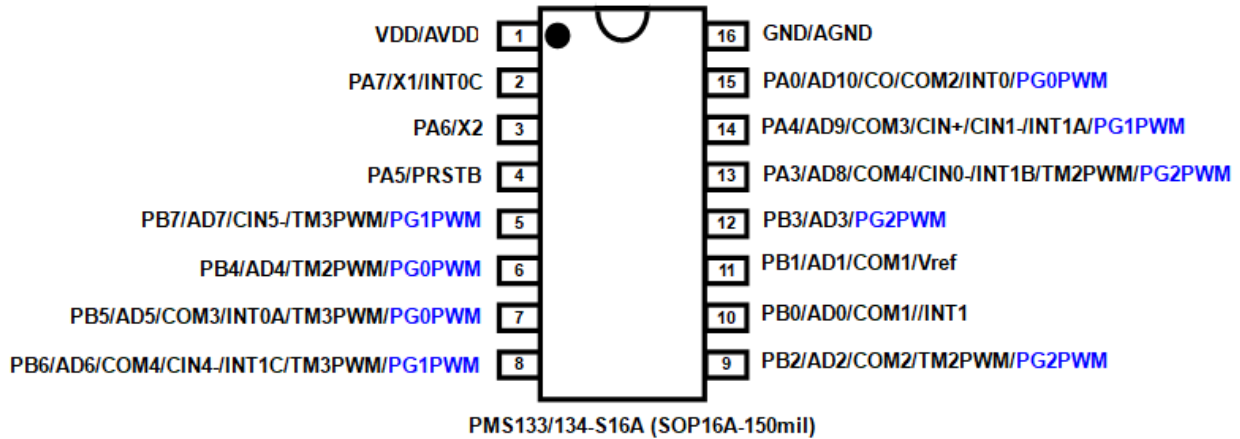 VDD/AVDD 1 16 GND/AGND
PA7/X1/INT0C 2 15 PA0/AD10/CO/COM2/INT0/PG0PWM
PA6/X2 3 14 PA4/AD9/COM3/CIN+/CIN1-/INT1A/PG1PWM
PA5/PRSTB 4 13 PA3/AD8/COM4/CIN0-/INT1B/TM2PWM/PG2PWM
PB7/AD7/CIN5-/TM3PWM/PG1PWM 5 12 PB3/AD3/PG2PWM
PB4/AD4/TM2PWM/PG0PWM 6 11 PB1/AD1/COM1/Vref
PB5/AD5/COM3/INT0A/TM3PWM/PG0PWM 7 10 PB0/AD0/COM1//INT1
PB6/AD6/COM4/CIN4-/INT1C/TM3PWM/PG1PWM 8 9 PB2/AD2/COM2/TM2PWM/PG2PWM
PMS133/134-S16A (SOP16A-150mil)